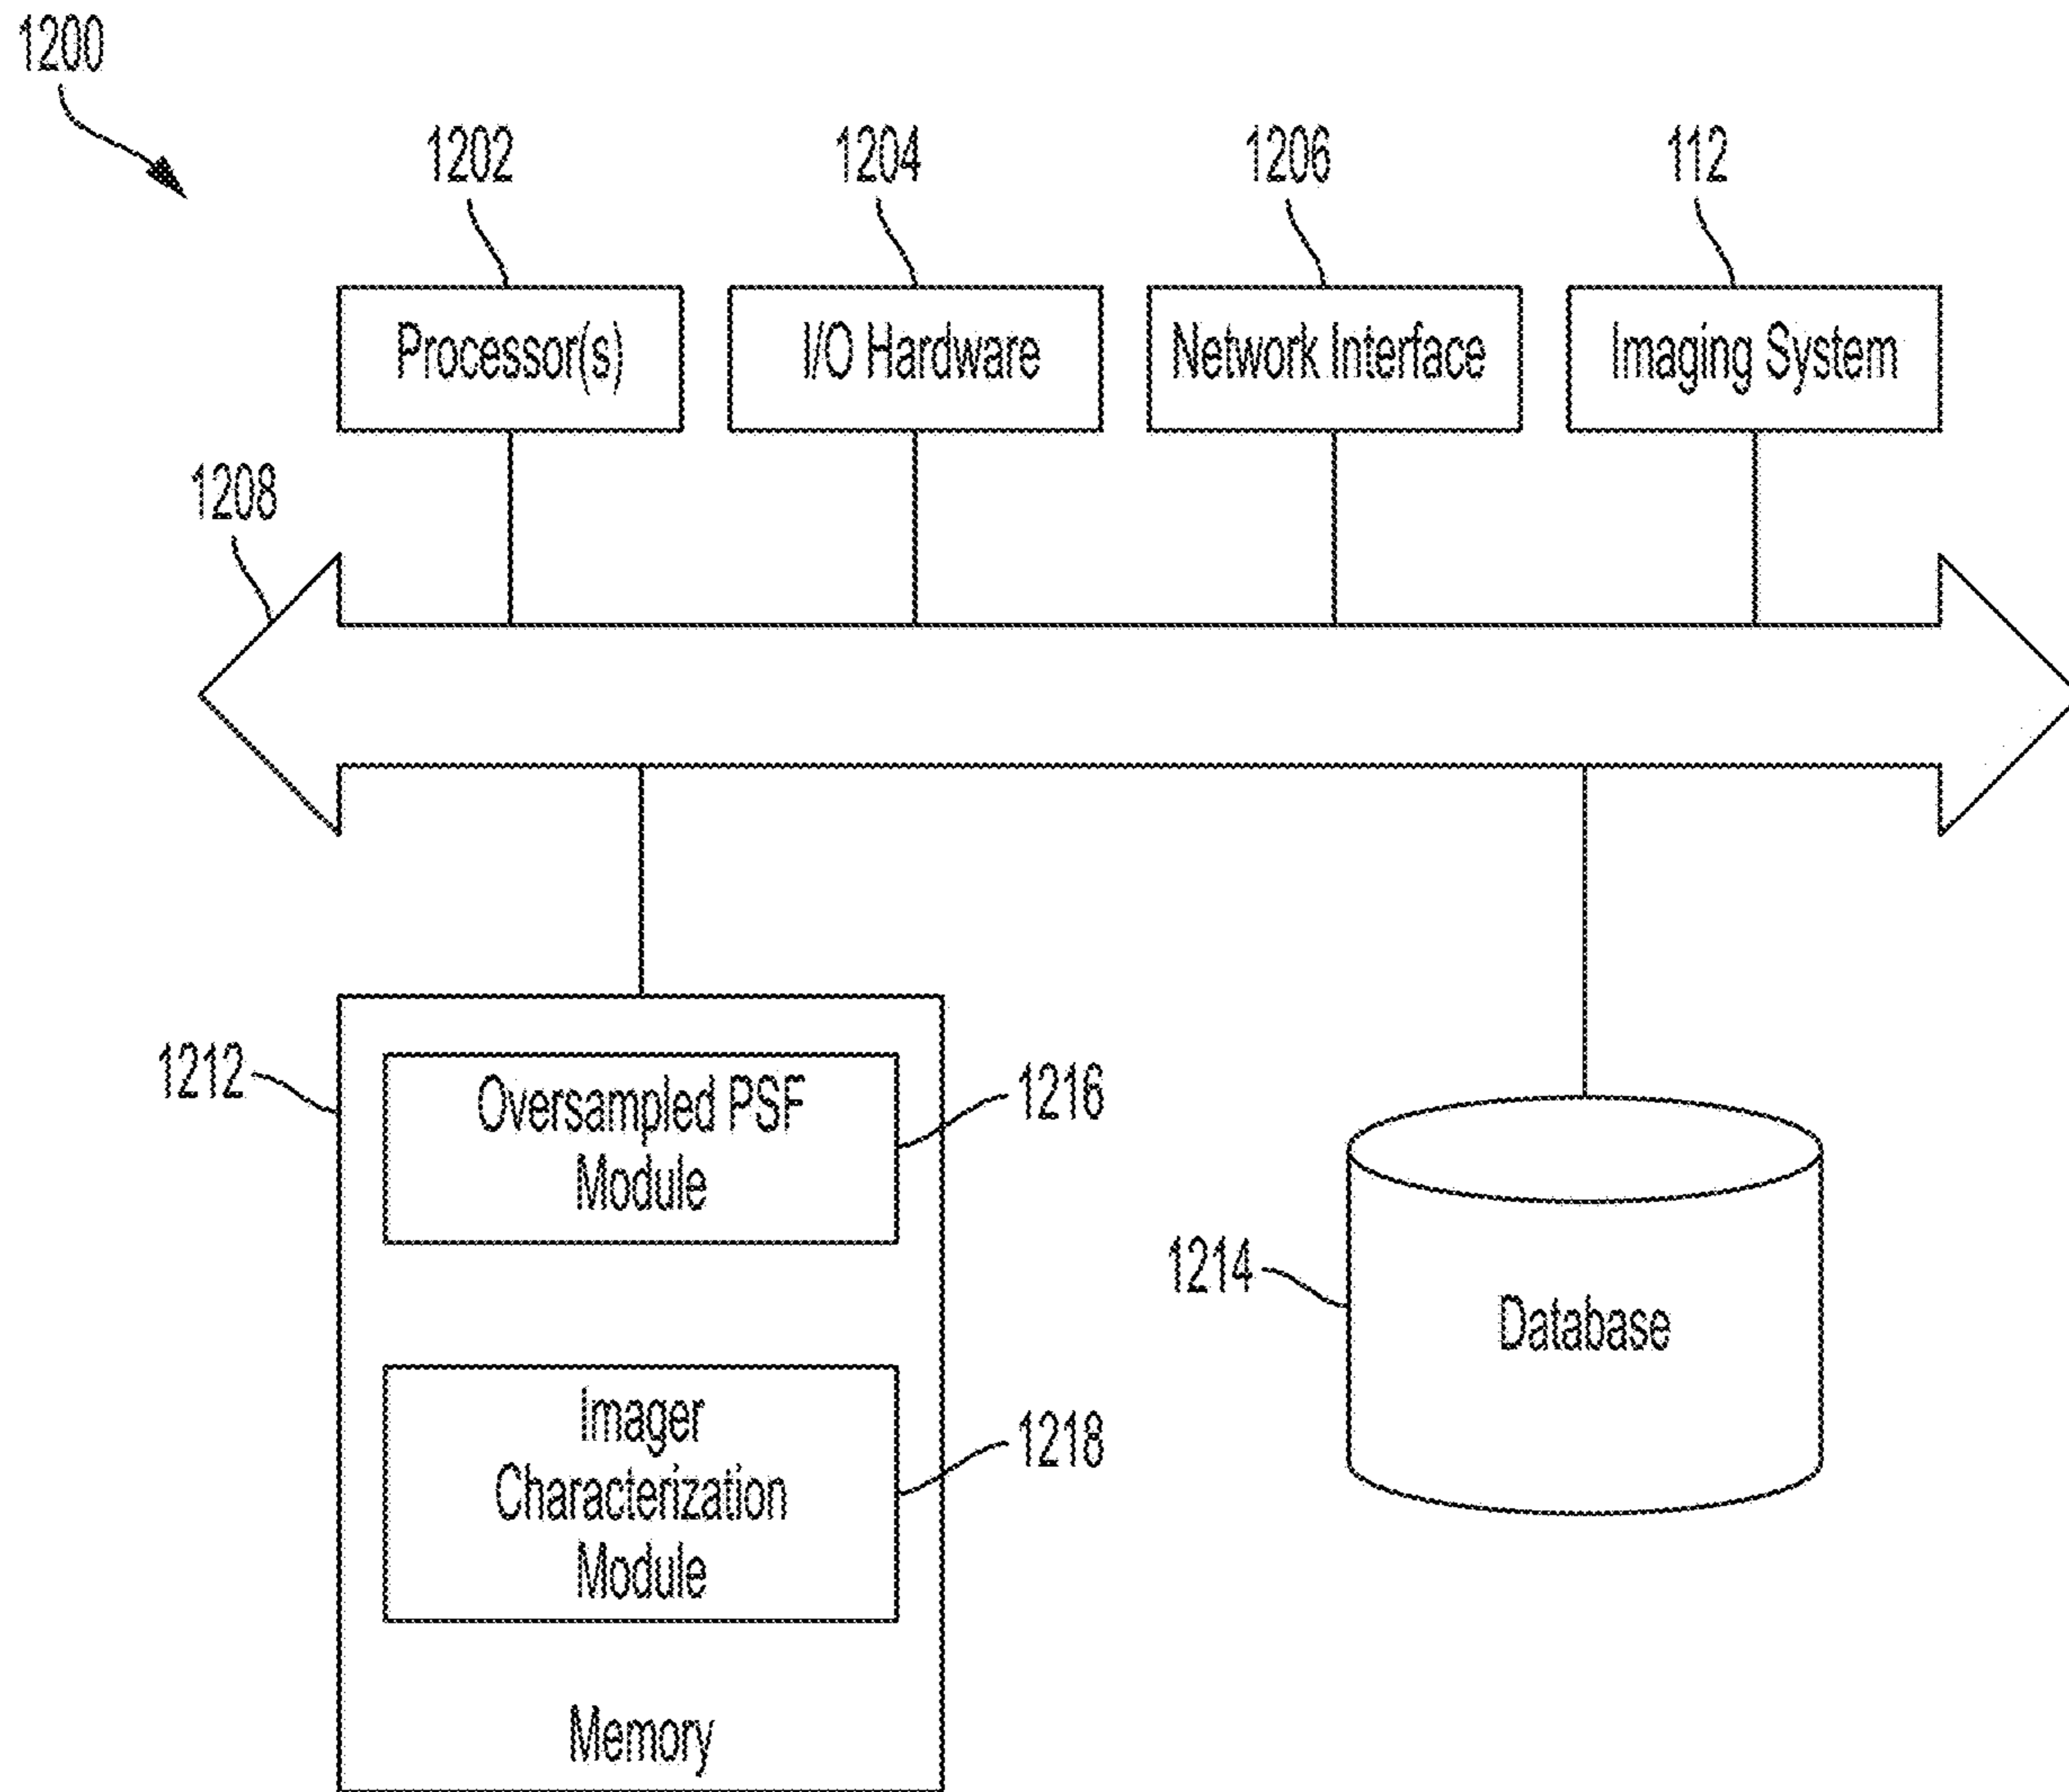 1200
1202
1204
1206
112
Processor(s)
I/O Hardware
Network Interface
Imaging System
1208
1212
Oversampled PSF
Module
1216
Imager
Characterization
Module
1218
Memory
1214
Database